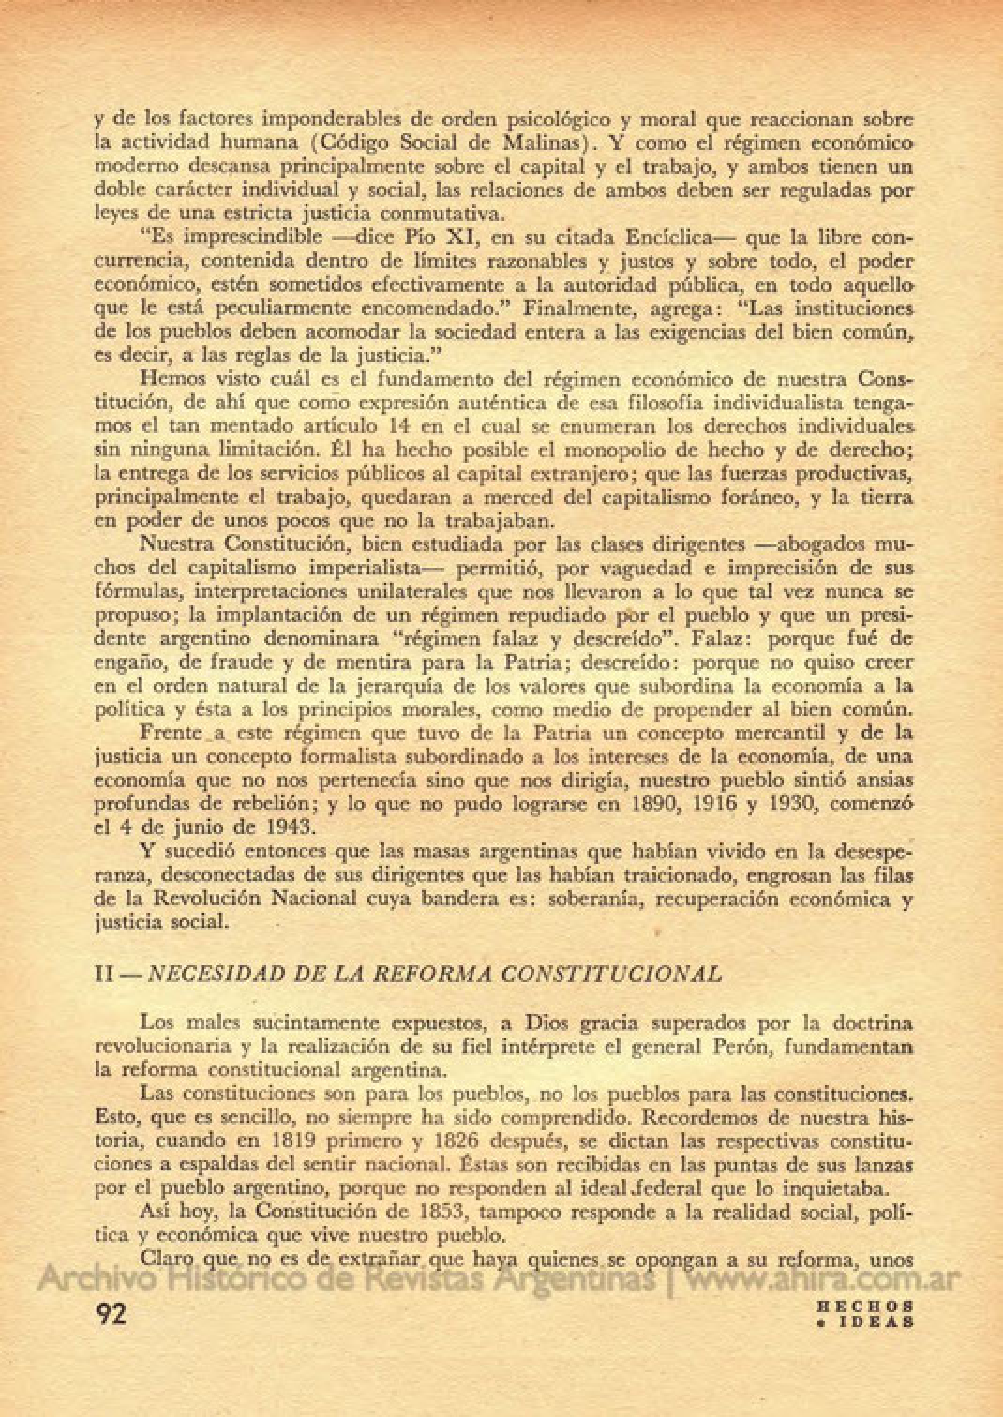 y de los factores imponderables de orden psicológico y moral que reaccionan sobre
la actividad humana (Código Social de Malinas). Y como el régimen económico
moderno descansa principalmente sobre el capital y el trabajo, y ambos tienen un
doble carácter individual y social, las relaciones de ambos deben ser reguladas por
leyes de una estricta justicia conmutativa.
“Es imprescindible —dice Pío XI, en su citada Encíclica— que la libre con-
currencia, contenida dentro de límites razonables y justos y sobre todo, el poder
económico, estén sometidos efectivamente a la autoridad pública, en todo aquello
que le está peculiarmente encomendado.” Finalmente, agrega: “Las instituciones
de los pueblos deben acomodar la sociedad entera a las exigencias del bien común,
es decir, a las reglas de la justicia.”
Hemos visto cuál es el fundamento del régimen económico de nuestra Cons-
titución, de ahí que como expresión auténtica de esa filosofía individualista tenga-
mos el tan mentado artículo 14 en el cual se enumeran los derechos individuales
sin ninguna limitación. Él ha hecho posible el monopolio de hecho y de derecho;
la entrega de los servicios públicos al capital extranjero; que las fuerzas productivas,
principalmente el trabajo, quedaran a merced del capitalismo foráneo, y la tierra
en poder de unos pocos que no la trabajaban.
Nuestra Constitución, bien estudiada por las clases dirigentes —abogados mu-
chos del capitalismo imperialista— permitió, por vaguedad e imprecisión de sus
fórmulas, interpretaciones unilaterales que nos llevaron a lo que tal vez nunca se
propuso; la implantación de un régimen repudiado por el pueblo y que un presi-
dente argentino denominara “régimen falaz y descreído”. Falaz: porque fué de
engaño, de fraude y de mentira para la Patria; descreído: porque no quiso creer
en el orden natural de la jerarquía de los valores que subordina la economía a la
política y ésta a los principios morales, como medio de propender al bien común.
Frente a este régimen que tuvo de la Patria un concepto mercantil y de la
justicia un concepto formalista subordinado a los intereses de la economía, de una
economía que no nos pertenecía sino que nos dirigía, nuestro pueblo sintió ansias
profundas de rebelión; y lo que no pudo lograrse en 1890, 1916 y 1930, comenzó
el 4 de junio de 1943.
Y sucedió entonces que las masas argentinas que habían vivido en la desespe-
ranza, desconectadas de sus dirigentes que las habían traicionado, engrosan las filas
de la Revolución Nacional cuya bandera es: soberanía, recuperación económica y
justicia social.
II — NECESIDAD DE LA REFORMA CONSTITUCIONAL
Los males sucintamente expuestos, a Dios gracia superados por la doctrina
revolucionaria y la realización de su fiel intérprete el general Perón, fundamentan
la reforma constitucional argentina.
Las constituciones son para los pueblos, no los pueblos para las constituciones.
Esto, que es sencillo, no siempre ha sido comprendido. Recordemos de nuestra his-
toria, cuando en 1819 primero y 1826 después, se dictan las respectivas constitu-
ciones a espaldas del sentir nacional. Éstas son recibidas en las puntas de sus lanzas
por el pueblo argentino, porque no responden al ideal federal que lo inquietaba.
Así hoy, la Constitución de 1853, tampoco responde a la realidad social, polí-
tica y económica que vive nuestro pueblo.
Claro que no es de extrañar que haya quienes se opongan a su reforma, unos
Archivo Histórico de Revistas Argentinas | www.ahira.com.ar
92
HECHOS
e IDEAS